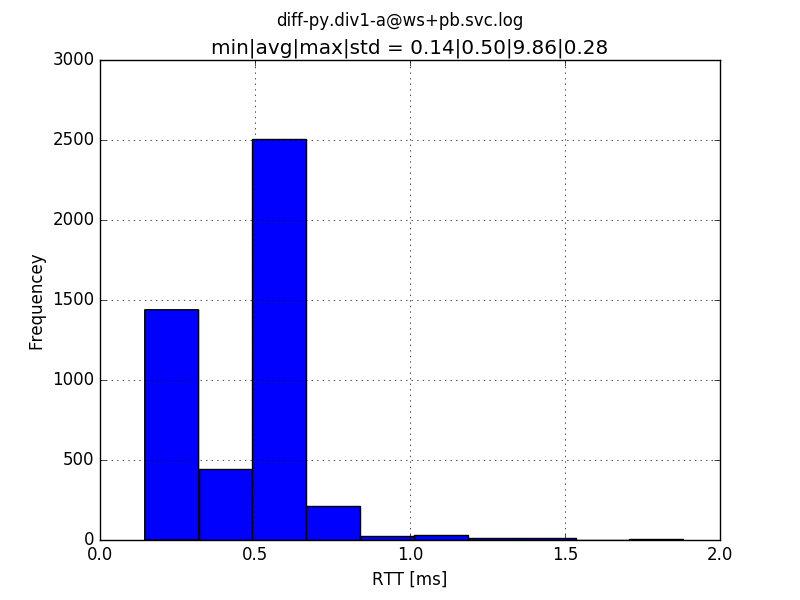 diff-py.div1-a@ws+pb.svc.log
min|avg|max|std = 0.14|0.50|9.86|0.28
3000
2500
2000
1500
1000
500
0
Frequencey
0.0 0.5 1.0 1.5 2.0
RTT [ms]